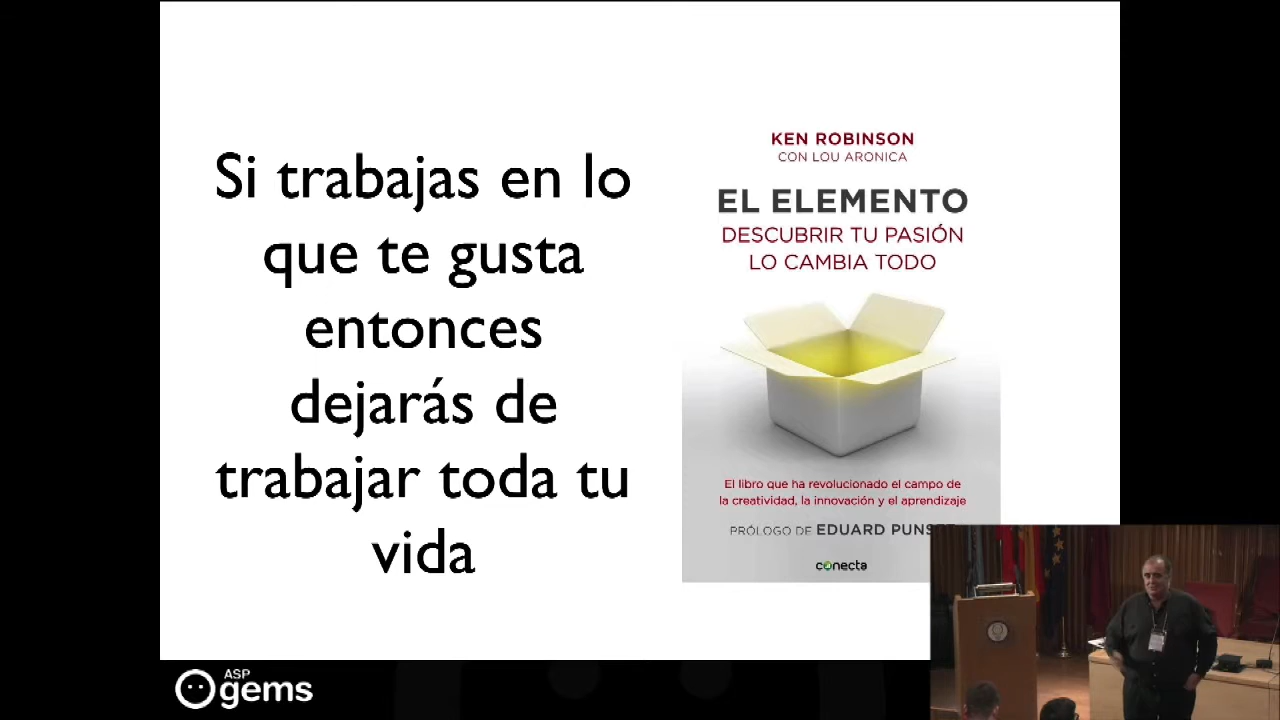 Si trabajas en lo
que te gusta
entonces
dejarás de
trabajar toda tu
vida
KEN ROBINSON
CON LOU ARONICA
EL ELEMENTO
DESCUBRIR TU PASIÓN
LO CAMBIA TODO
El libro que ha revolucionado el campo de
la creatividad, la innovación y el aprendizaje
PRÓLOGO DE EDUARD
conecta
ASP
gems